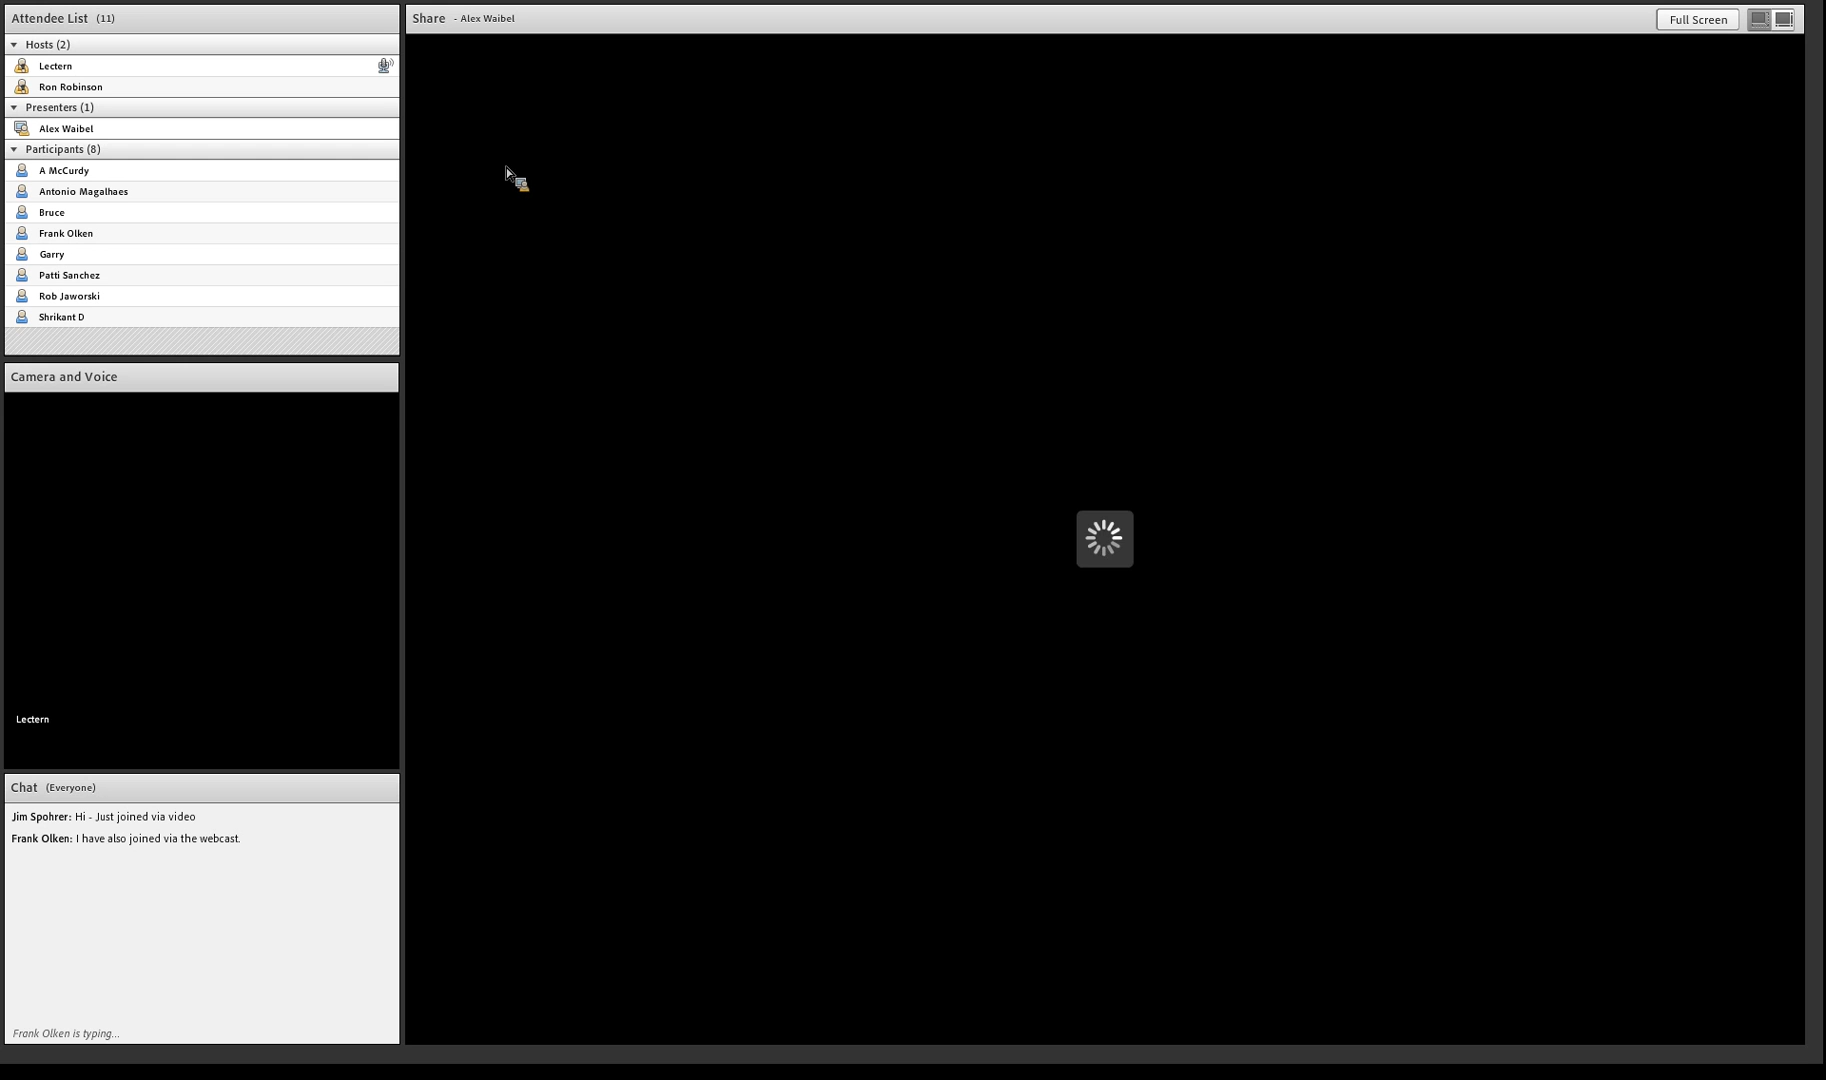 Attendee List (11)
Hosts (2)
Lectern
Ron Robinson
Presenters (1)
Alex Waibel
Participants (8)
A McCurdy
Antonio Magalhaes
Bruce
Frank Olken
Garry
Patti Sanchez
Rob Jaworski
Shrikant D
Camera and Voice
Lectern
Chat (Everyone)
Jim Spohrer: Hi - Just joined via video
Frank Olken: I have also joined via the webcast.
Frank Olken is typing...
Share - Alex Waibel
Full Screen